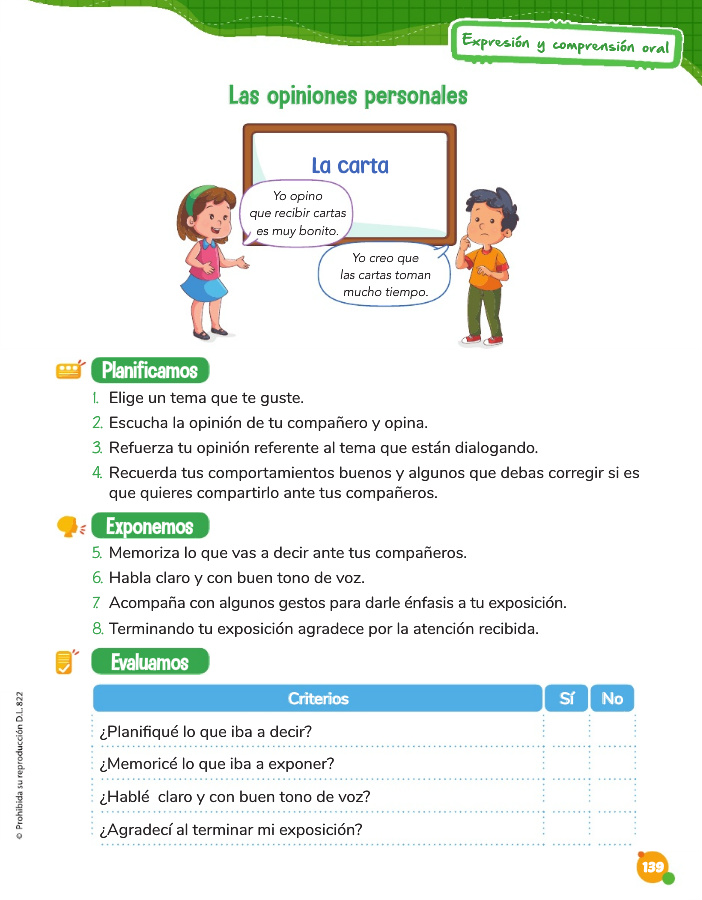 Expresión y comprensión oral
Las opiniones personales
La carta
Yo opino
que recibir cartas
es muy bonito.
Yo creo que
las cartas toman
mucho tiempo.
Planificamos
1. Elige un tema que te guste.
2. Escucha la opinión de tu compañero y opina.
3. Refuerza tu opinión referente al tema que están dialogando.
4. Recuerda tus comportamientos buenos y algunos que debas corregir si es
que quieres compartirlo ante tus compañeros.
Exponemos
5. Memoriza lo que vas a decir ante tus compañeros.
6. Habla claro y con buen tono de voz.
7. Acompaña con algunos gestos para darle énfasis a tu exposición.
8. Terminando tu exposición agradece por la atención recibida.
Evaluamos
Criterios Sí No
¿Planifiqué lo que iba a decir?
¿Memoricé lo que iba a exponer?
¿Hablé claro y con buen tono de voz?
¿Agradecí al terminar mi exposición?
© Prohibida su reproducción D.L. 822
139